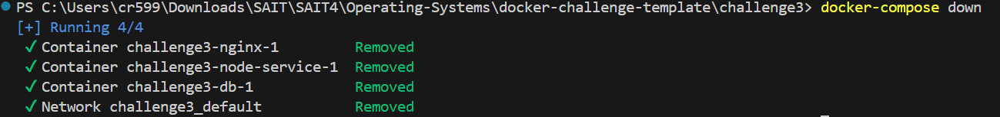 PS C:\Users\cr599\Downloads\SAIT\SAIT4\Operating-Systems\docker-challenge-template\challenge3> docker-compose down
[+] Running 4/4
✓ Container challenge3-nginx-1 Removed
✓ Container challenge3-node-service-1 Removed
✓ Container challenge3-db-1 Removed
✓ Network challenge3_default Removed